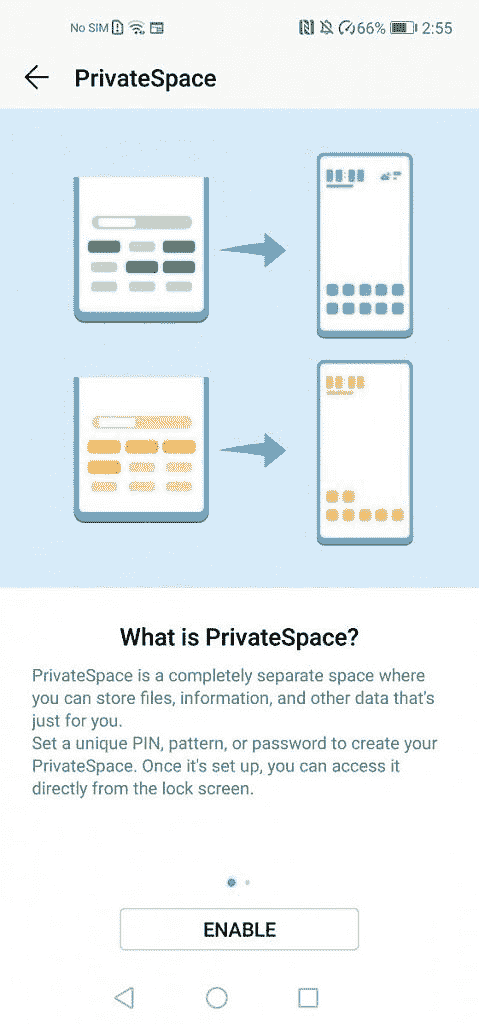 No SIM 66% 2:55
PrivateSpace
What is PrivateSpace?
PrivateSpace is a completely separate space where
you can store files, information, and other data that's
just for you.
Set a unique PIN, pattern, or password to create your
PrivateSpace. Once it's set up, you can access it
directly from the lock screen.
ENABLE